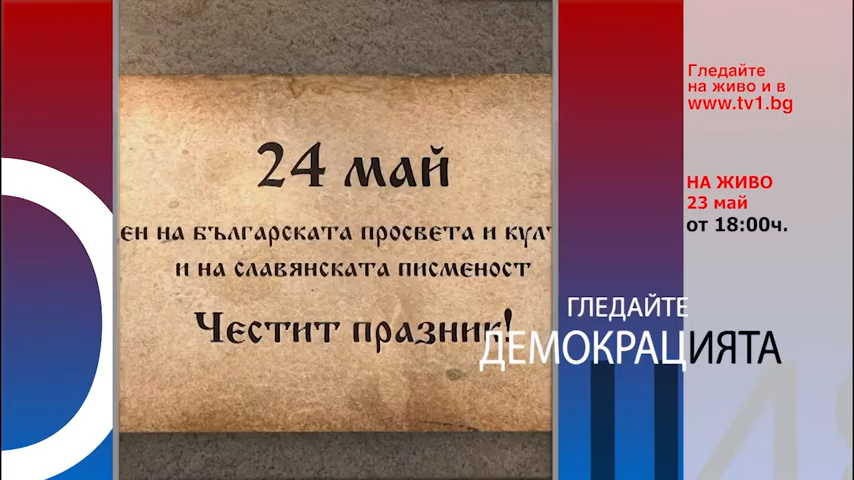 24 май
ен на българската просвета и кул
и на славянската писменост
Честит празник!
ГЛЕДАЙТЕ
ДЕМОКРАЦИЯТА
Гледайте
на живо и в
www.tv1.bg
НА ЖИВО
23 май
от 18:00ч.